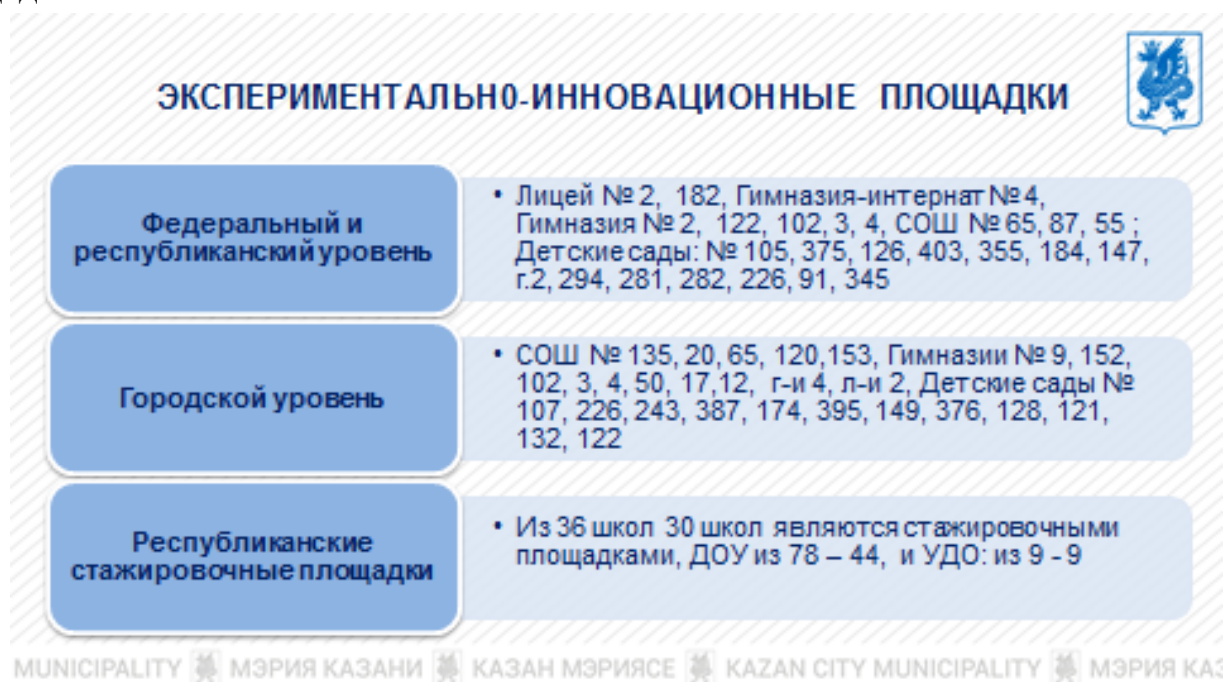 ЭКСПЕРИМЕНТАЛЬН0-ИННОВАЦИОННЫЕ ПЛОЩАДКИ
Федеральный и
республиканский уровень
• Лицей № 2, 182, Гимназия-интернат № 4,
Гимназия № 2, 122, 102, 3, 4, СОШ № 65, 87, 55 ;
Детские сады: № 105, 375, 126, 403, 355, 184, 147,
г.2, 294, 281, 282, 226, 91, 345
Городской уровень
• СОШ № 135, 20, 65, 120,153, Гимназии № 9, 152,
102, 3, 4, 50, 17,12, г-и 4, л-и 2, Детские сады №
107, 226, 243, 387, 174, 395, 149, 376, 128, 121,
132, 122
Республиканские
стажировочные площадки
• Из 36 школ 30 школ являются стажировочными
площадками, ДОУ из 78 – 44, и УДО: из 9 - 9
MUNICIPALITY МЭРИЯ КАЗАНИ КАЗАН МЭРИЯСЕ KAZAN CITY MUNICIPALITY МЭРИЯ КАЗ